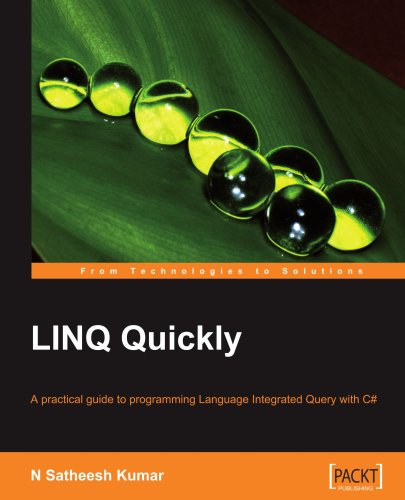 From Technologies to Solutions
LINQ Quickly
A practical guide to programming Language Integrated Query with C#
N Satheesh Kumar
PACKT
PUBLISHING